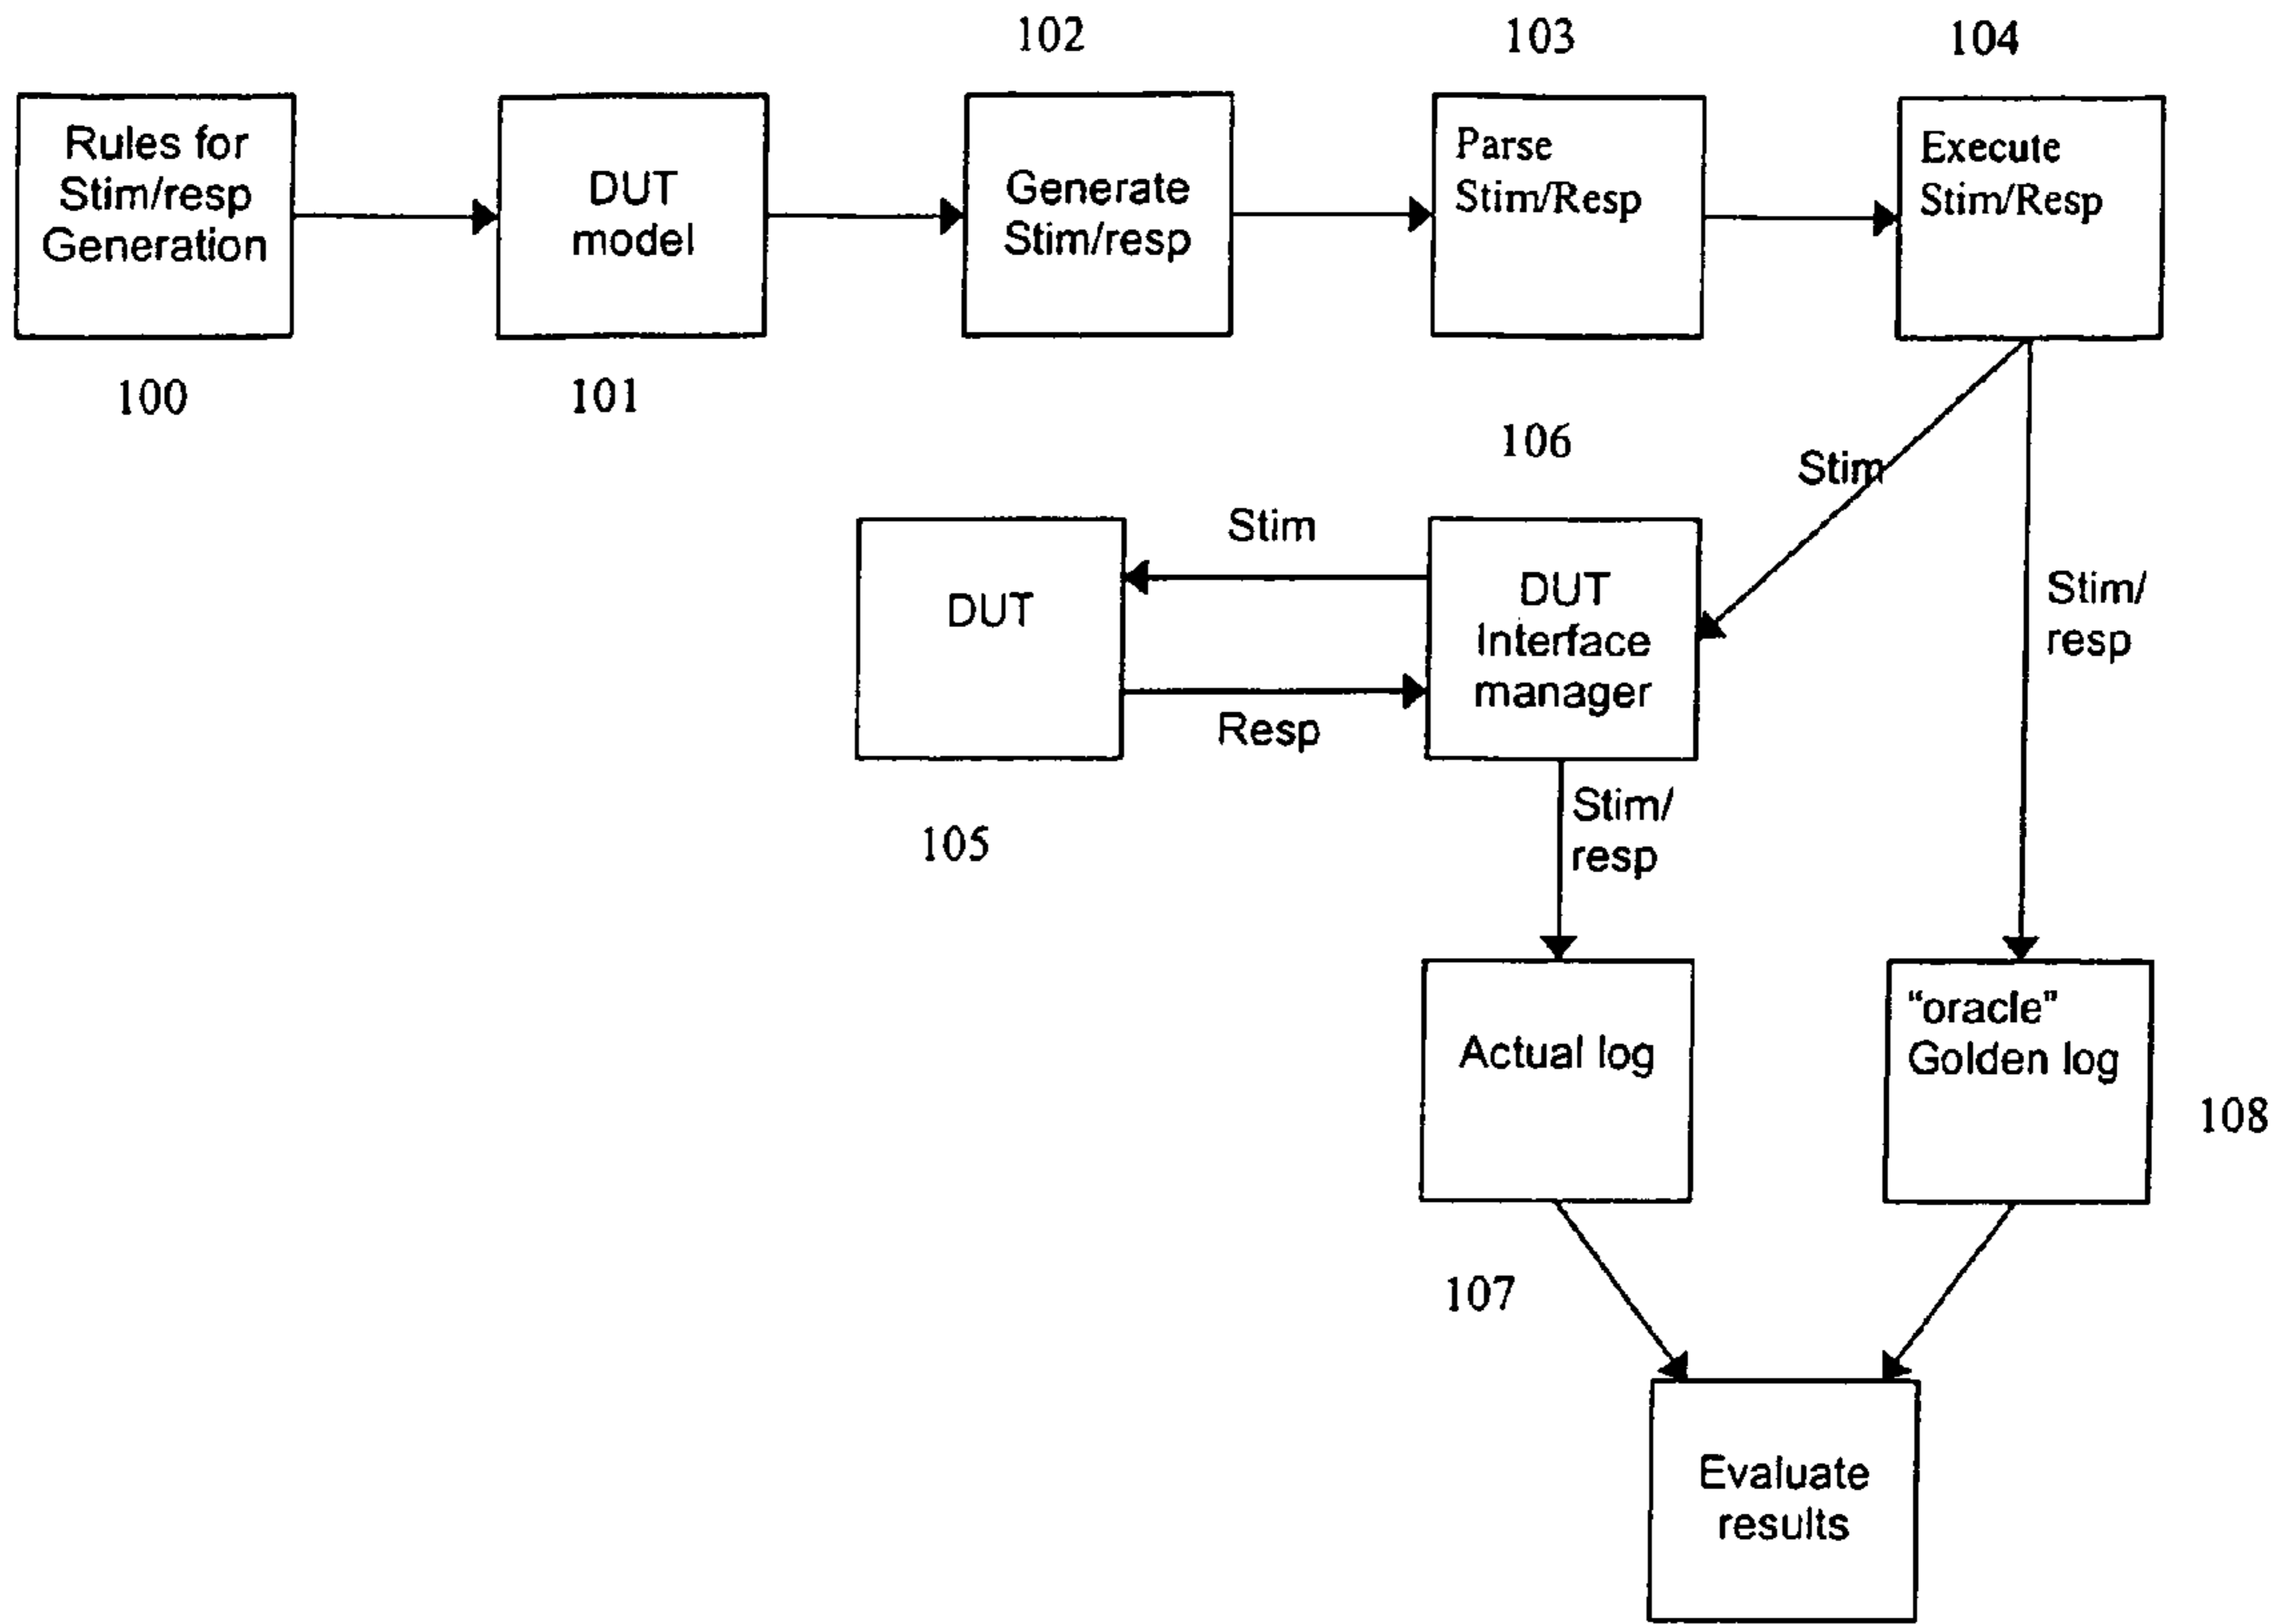 102
103
104
Rules for
Stim/resp
Generation
DUT
model
Generate
Stim/resp
Parse
Stim/Resp
Execute
Stim/Resp
100
101
106
Stim
Stim
DUT
DUT
Interface
manager
Stim/
resp
Resp
Stim/
resp
105
Actual log
“oracle”
Golden log
108
107
Evaluate
results